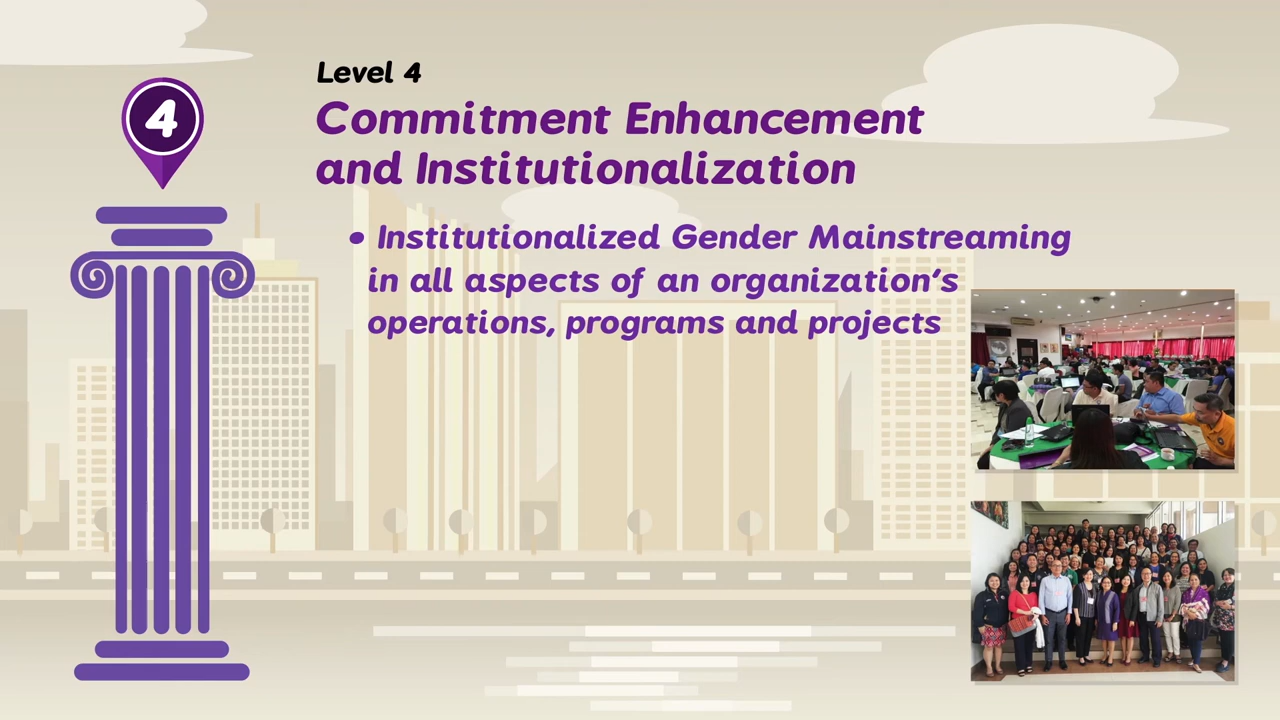 4
Level 4
Commitment Enhancement
and Institutionalization
• Institutionalized Gender Mainstreaming
in all aspects of an organization's
operations, programs and projects